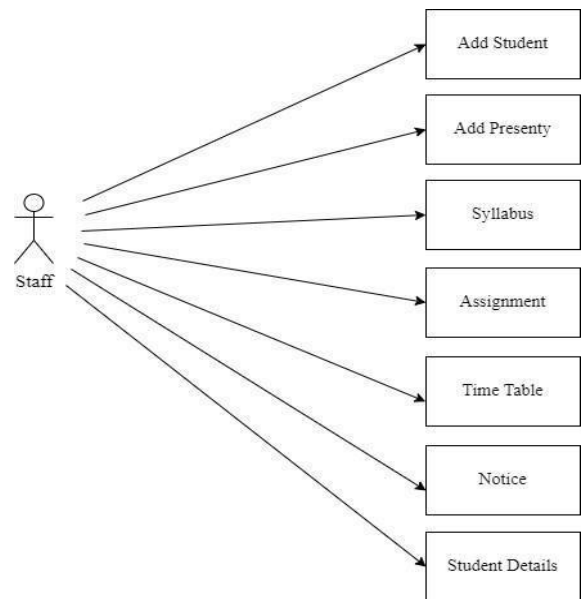 Add Student
Add Presenty
Syllabus
Staff
Assignment
Time Table
Notice
Student Details